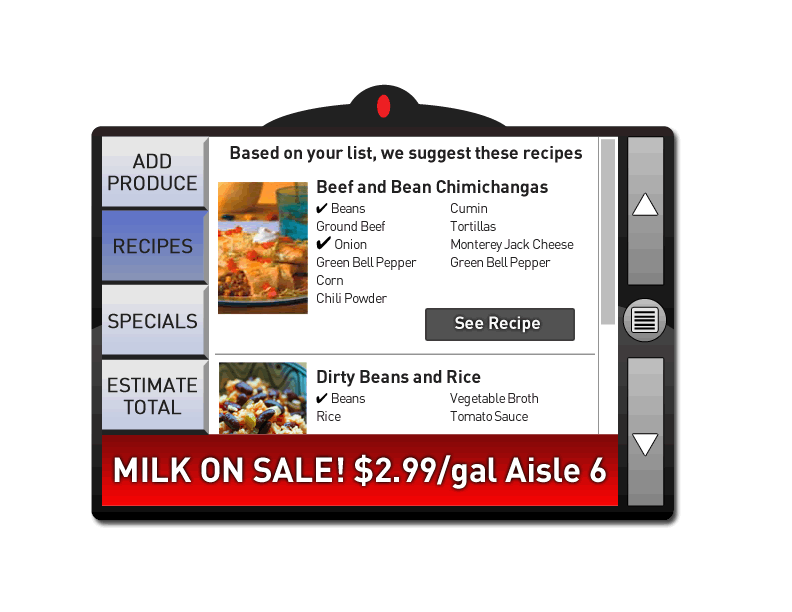 ADD
PRODUCE
RECIPES
SPECIALS
ESTIMATE
TOTAL
Based on your list, we suggest these recipes
Beef and Bean Chimichangas
✔ Beans
Ground Beef
✔ Onion
Green Bell Pepper
Corn
Chili Powder
Cumin
Tortillas
Monterey Jack Cheese
Green Bell Pepper
See Recipe
Dirty Beans and Rice
✔ Beans
Rice
Vegetable Broth
Tomato Sauce
MILK ON SALE! $2.99/gal Aisle 6